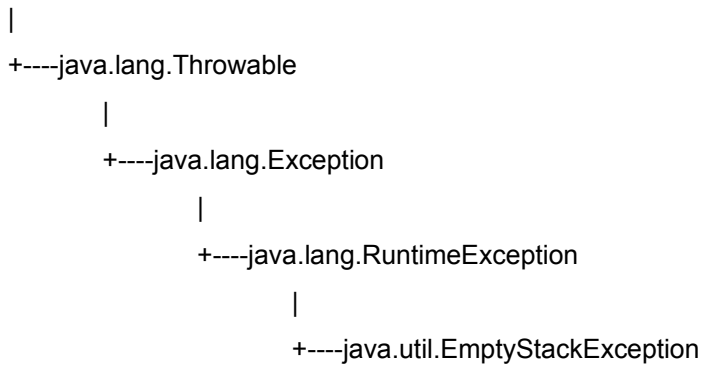 |
+----java.lang.Throwable
|
+----java.lang.Exception
|
+----java.lang.RuntimeException
|
+----java.util.EmptyStackException